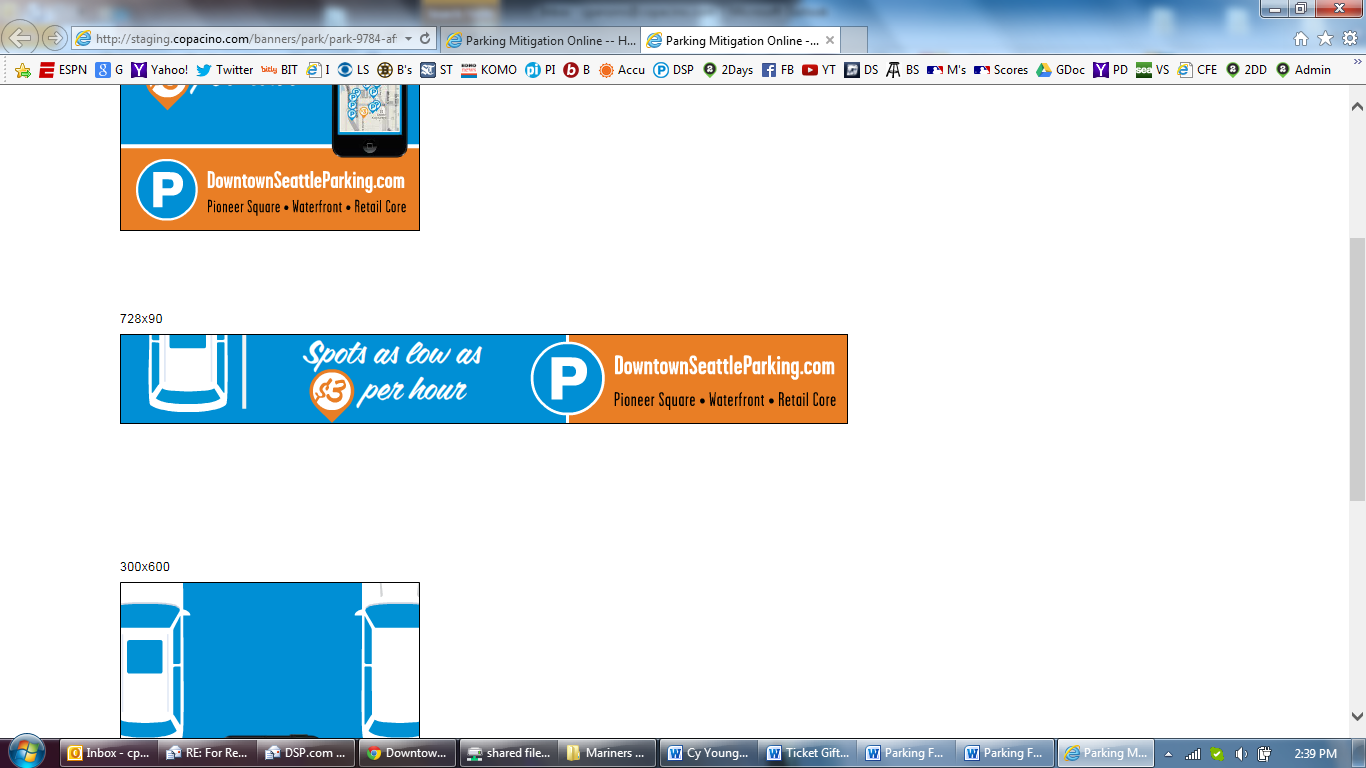 http://staging.copacino.com/banners/park/park-9784-af
Parking Mitigation Online -- H...
Parking Mitigation Online -...
ESPN
G
Yahoo!
Twitter
bitly BIT
I
LS
B's
ST
KOMO
PI
B
Accu
DSP
2Days
FB
YT
DS
BS
M's
Scores
GDoc
PD
sea VS
CFE
2DD
Admin
P
DowntownSeattleParking.com
Pioneer Square • Waterfront • Retail Core
728x90
Spots as low as
$3 per hour
P
DowntownSeattleParking.com
Pioneer Square • Waterfront • Retail Core
300x600
Inbox - cp...
RE: For Re...
DSP.com ...
Downtow...
shared file...
Mariners ...
Cy Young...
Ticket Gift...
Parking F...
Parking F...
Parking M...
2:39 PM